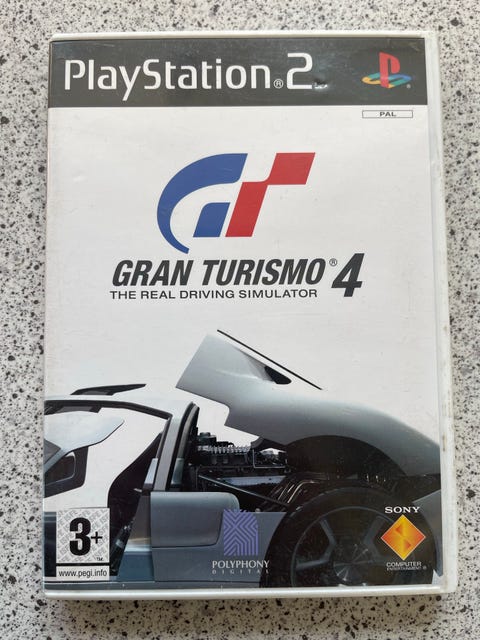 PlayStation®2
PAL
GT
GRAN TURISMO® 4
THE REAL DRIVING SIMULATOR
3+
www.pegi.info
POLYPHONY
DIGITAL
SONY
COMPUTER
ENTERTAINMENT®